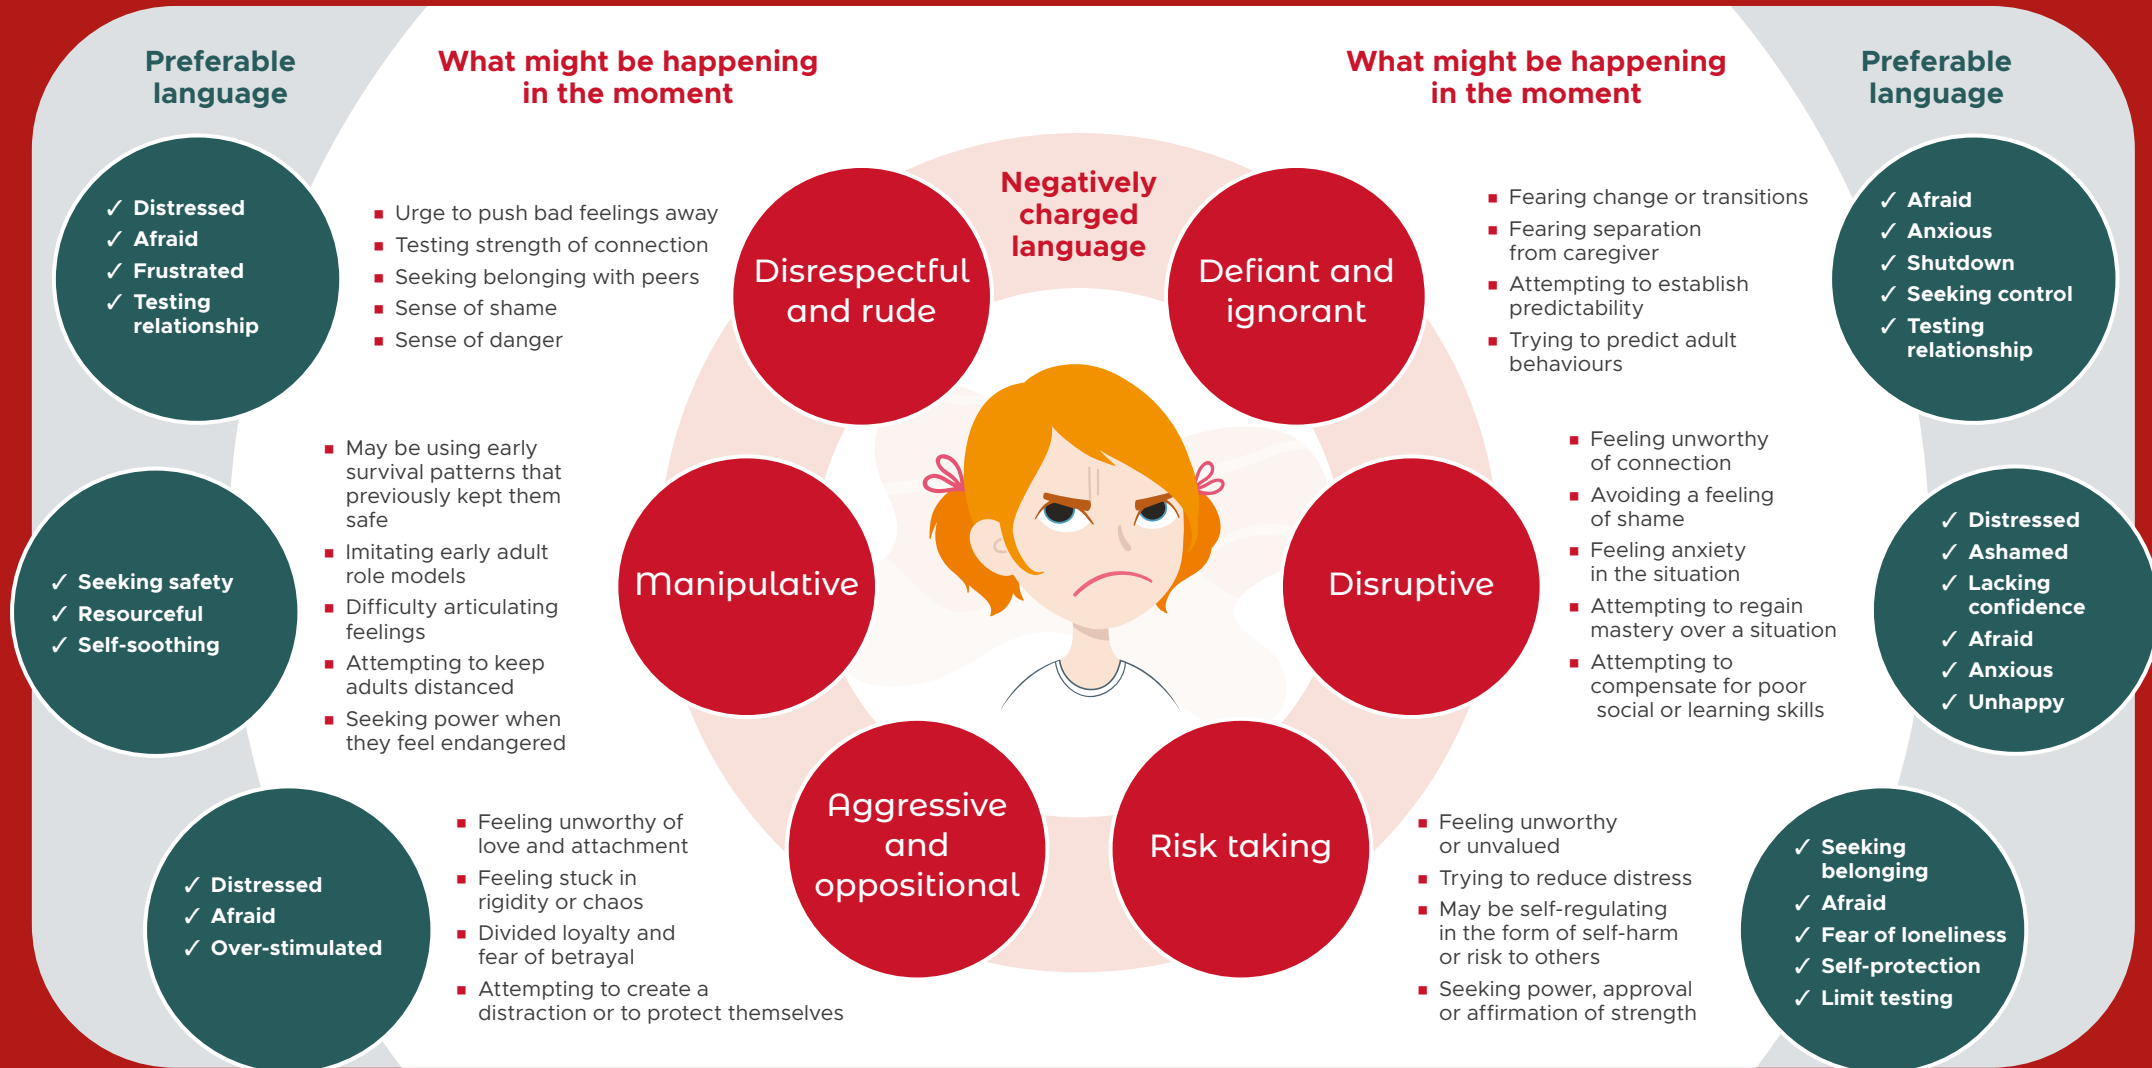 Preferable
language
What might be happening
in the moment
What might be happening
in the moment
Preferable
language
Negatively
charged
language
✓ Distressed
✓ Afraid
✓ Frustrated
✓ Testing
relationship
▪ Urge to push bad feelings away
▪ Testing strength of connection
▪ Seeking belonging with peers
▪ Sense of shame
▪ Sense of danger
Disrespectful
and rude
Defiant and
ignorant
▪ Fearing change or transitions
▪ Fearing separation
from caregiver
▪ Attempting to establish
predictability
▪ Trying to predict adult
behaviours
✓ Afraid
✓ Anxious
✓ Shutdown
✓ Seeking control
✓ Testing
relationship
✓ Seeking safety
✓ Resourceful
✓ Self-soothing
▪ May be using early
survival patterns that
previously kept them
safe
▪ Imitating early adult
role models
▪ Difficulty articulating
feelings
▪ Attempting to keep
adults distanced
▪ Seeking power when
they feel endangered
Manipulative
Disruptive
▪ Feeling unworthy
of connection
▪ Avoiding a feeling
of shame
▪ Feeling anxiety
in the situation
▪ Attempting to regain
mastery over a situation
▪ Attempting to
compensate for poor
social or learning skills
✓ Distressed
✓ Ashamed
✓ Lacking
confidence
✓ Afraid
✓ Anxious
✓ Unhappy
✓ Distressed
✓ Afraid
✓ Over-stimulated
▪ Feeling unworthy of
love and attachment
▪ Feeling stuck in
rigidity or chaos
▪ Divided loyalty and
fear of betrayal
▪ Attempting to create a
distraction or to protect themselves
Aggressive
and
oppositional
Risk taking
▪ Feeling unworthy
or unvalued
▪ Trying to reduce distress
▪ May be self-regulating
in the form of self-harm
or risk to others
▪ Seeking power, approval
or affirmation of strength
✓ Seeking
belonging
✓ Afraid
✓ Fear of loneliness
✓ Self-protection
✓ Limit testing